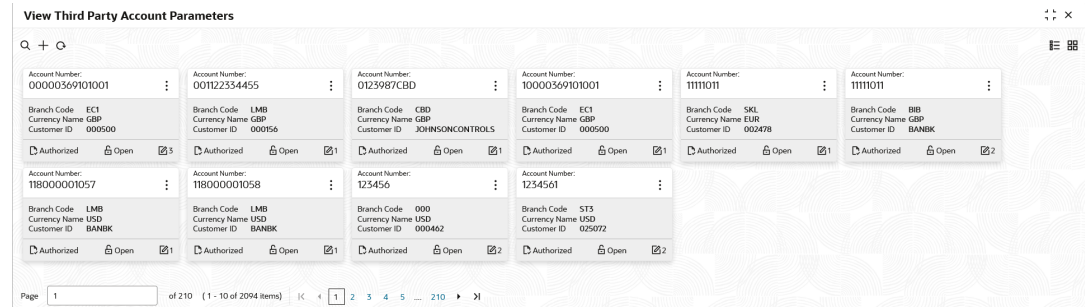 View Third Party Account Parameters
Account Number:
00000369101001
Branch Code EC1
Currency Name GBP
Customer ID 000500
Authorized Open 3
Account Number:
001122334455
Branch Code LMB
Currency Name GBP
Customer ID 000156
Authorized Open 1
Account Number:
0123987CBD
Branch Code CBD
Currency Name GBP
Customer ID JOHNSONCONTROLS
Authorized Open 1
Account Number:
10000369101001
Branch Code EC1
Currency Name GBP
Customer ID 000500
Authorized Open 1
Account Number:
11111011
Branch Code SKL
Currency Name EUR
Customer ID 002478
Authorized Open 1
Account Number:
11111011
Branch Code BIB
Currency Name GBP
Customer ID BANBK
Authorized Open 2
Account Number:
118000001057
Branch Code LMB
Currency Name USD
Customer ID BANBK
Authorized Open 1
Account Number:
118000001058
Branch Code LMB
Currency Name USD
Customer ID BANBK
Authorized Open 1
Account Number:
123456
Branch Code 000
Currency Name USD
Customer ID 000462
Authorized Open 2
Account Number:
1234561
Branch Code ST3
Currency Name USD
Customer ID 025072
Authorized Open 2
Page 1 of 210 (1 - 10 of 2094 items) 1 2 3 4 5 ... 210